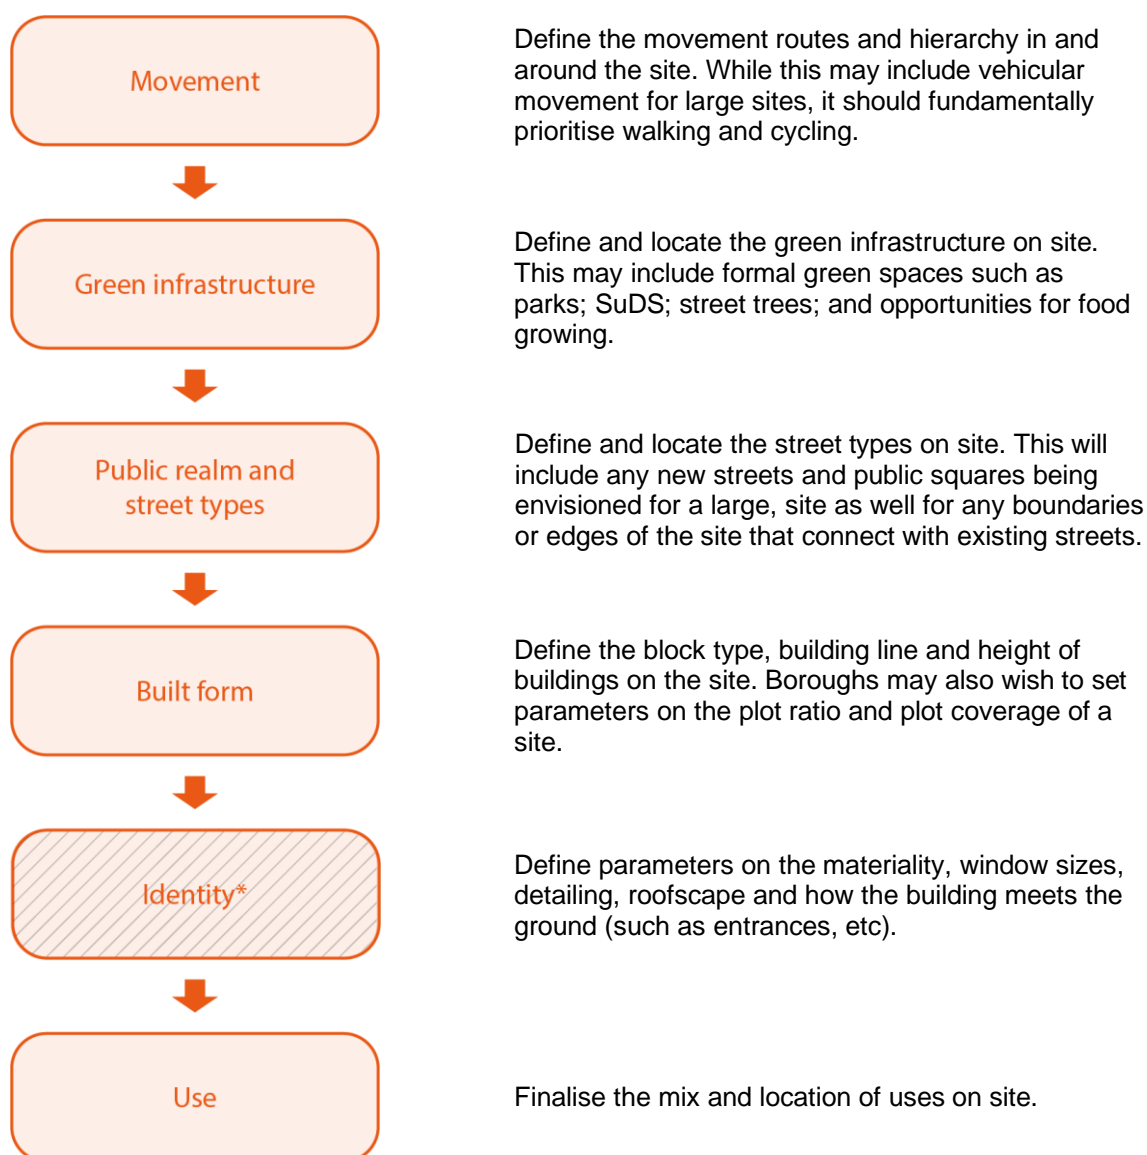 Movement
Define the movement routes and hierarchy in and
around the site. While this may include vehicular
movement for large sites, it should fundamentally
prioritise walking and cycling.
Green infrastructure
Define and locate the green infrastructure on site.
This may include formal green spaces such as
parks; SuDS; street trees; and opportunities for food
growing.
Public realm and
street types
Define and locate the street types on site. This will
include any new streets and public squares being
envisioned for a large, site as well for any boundaries
or edges of the site that connect with existing streets.
Built form
Define the block type, building line and height of
buildings on the site. Boroughs may also wish to set
parameters on the plot ratio and plot coverage of a
site.
Identity*
Define parameters on the materiality, window sizes,
detailing, roofscape and how the building meets the
ground (such as entrances, etc).
Use
Finalise the mix and location of uses on site.